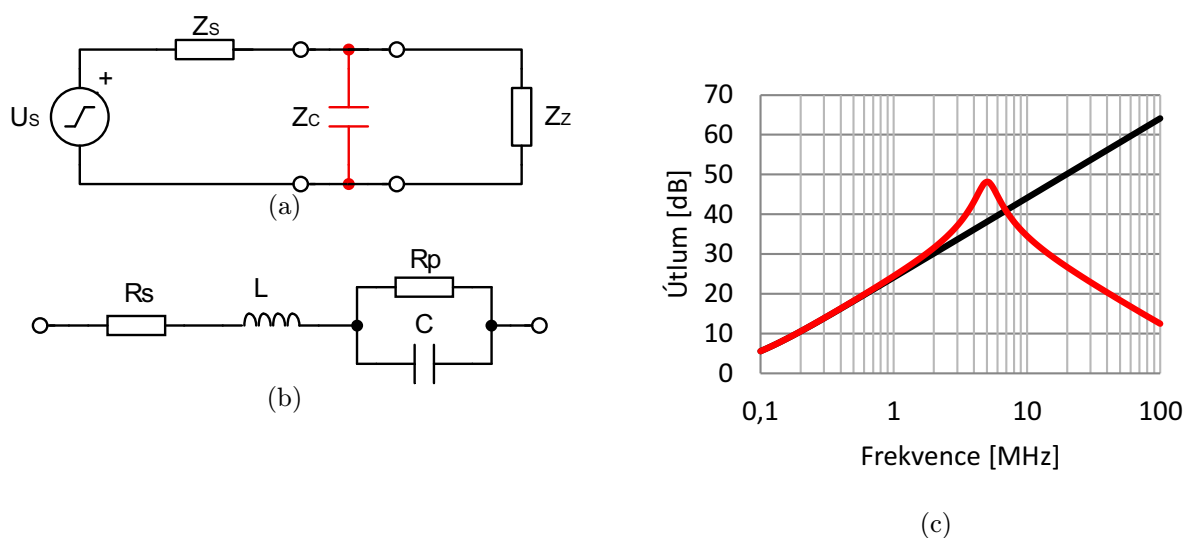 Zs
+
Us
Zc
Zz
(a)
Rs
L
Rp
C
(b)
Útlum [dB]
70
60
50
40
30
20
10
0
0,1 1 10 100
Frekvence [MHz]
(c)